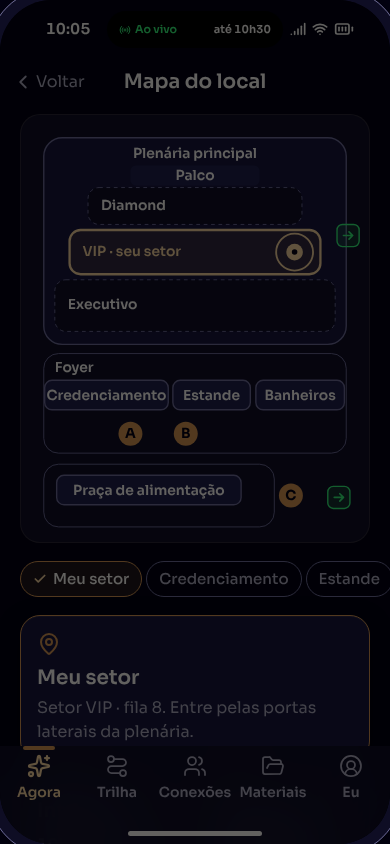 10:05
Ao vivo
até 10h30
Voltar
Mapa do local
Plenária principal
Palco
Diamond
VIP · seu setor
Executivo
Foyer
Credenciamento
Estande
Banheiros
A
B
Praça de alimentação
C
Meu setor
Credenciamento
Estande
Meu setor
Setor VIP · fila 8. Entre pelas portas
laterais da plenária.
Agora
Trilha
Conexões
Materiais
Eu